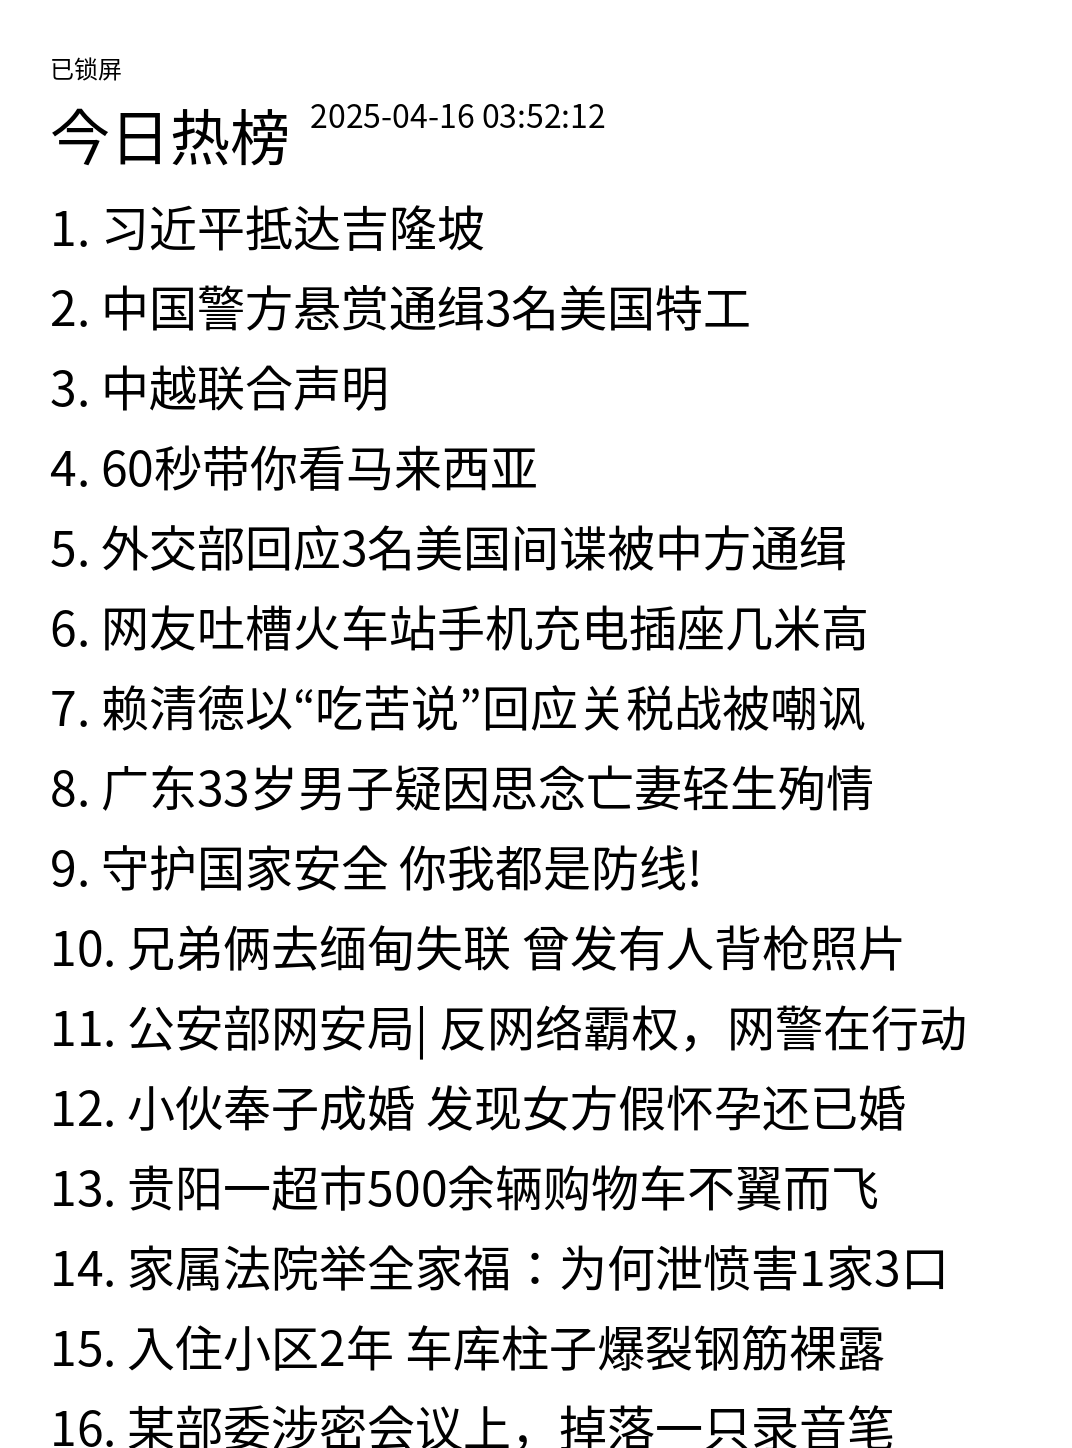 已锁屏
今日热榜 2025-04-16 03:52:12
1. 习近平抵达吉隆坡
2. 中国警方悬赏通缉3名美国特工
3. 中越联合声明
4. 60秒带你看马来西亚
5. 外交部回应3名美国间谍被中方通缉
6. 网友吐槽火车站手机充电插座几米高
7. 赖清德以“吃苦说”回应关税战被嘲讽
8. 广东33岁男子疑因思念亡妻轻生殉情
9. 守护国家安全 你我都是防线!
10. 兄弟俩去缅甸失联 曾发有人背枪照片
11. 公安部网安局| 反网络霸权，网警在行动
12. 小伙奉子成婚 发现女方假怀孕还已婚
13. 贵阳一超市500余辆购物车不翼而飞
14. 家属法院举全家福：为何泄愤害1家3口
15. 入住小区2年 车库柱子爆裂钢筋裸露
16. 某部委涉密会议上，掉落一只录音笔